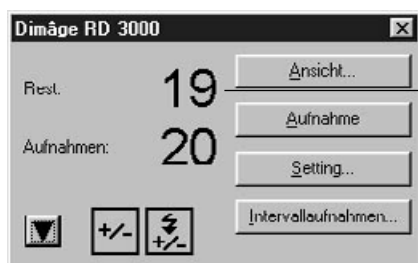 Dimâge RD 3000
Rest. 19
Ansicht...
Aufnahme
Aufnahmen: 20
Setting...
Intervallaufnahmen...
+/- +/-